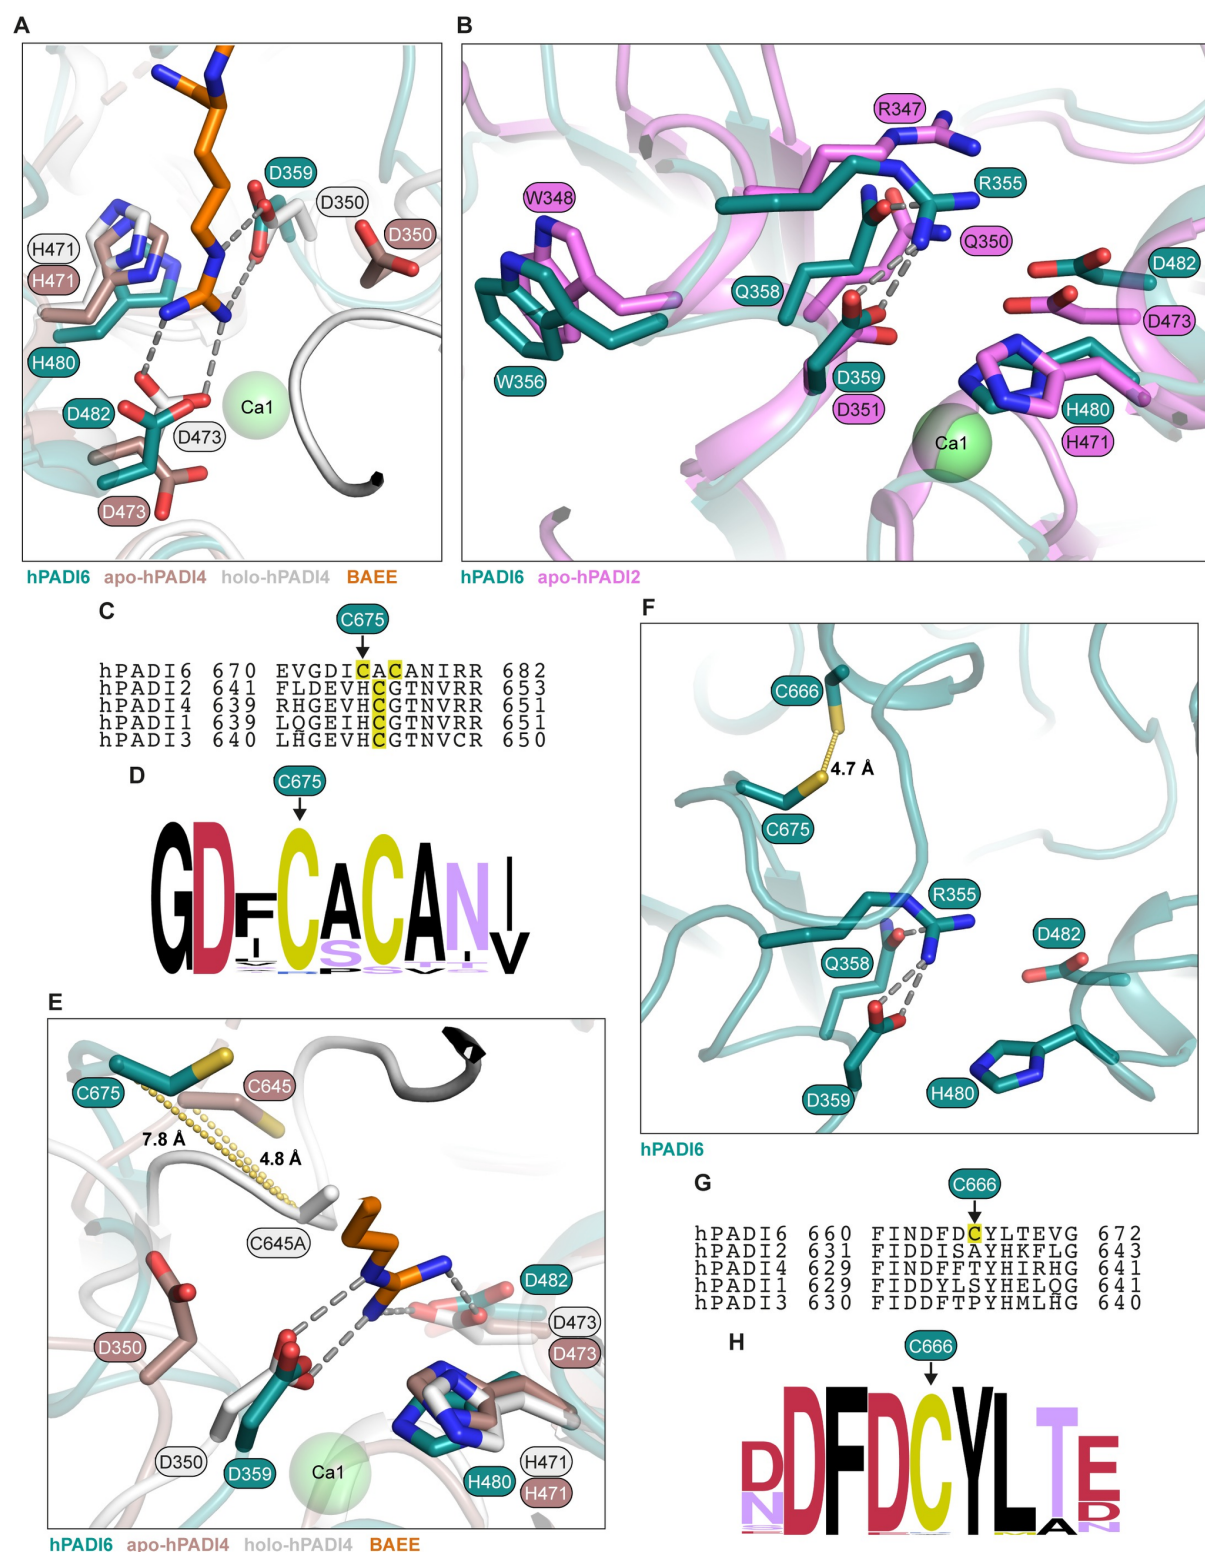 A
D359
D350
D350
H471
H471
H480
D482
Ca1
D473
D473
hPADI6 apo-hPADI4 holo-hPADI4 BAEE
B
R347
R355
W348
Q350
D482
Q358
D473
W356
D359
D351
H480
Ca1
H471
hPADI6 apo-hPADI2
C
C675
hPADI6 670 EVGDICACANIRR 682
hPADI2 641 FLDEVHCGTNVRR 653
hPADI4 639 RHGEVHCGTNVRR 651
hPADI1 639 LQGEIHCGTNVRR 651
hPADI3 640 LHGEVHCGTNVCR 650
D
C675
GDFCACANI
I S V
E
C675
C645
7.8 Å
4.8 Å
C645A
D482
D473
D350
D473
D350
D359
Ca1
H480
H471
H471
hPADI6 apo-hPADI4 holo-hPADI4 BAEE
F
C666
4.7 Å
C675
R355
Q358
D482
D359
H480
hPADI6
G
C666
hPADI6 660 FINDFDCYLTEVG 672
hPADI2 631 FIDDISAYHKFLG 643
hPADI4 629 FINDFFTYHIRHG 641
hPADI1 629 FIDDYLSYHELQG 641
hPADI3 630 FIDDFTPYHMLHG 640
H
C666
DDFDCYLTE
N A D
N